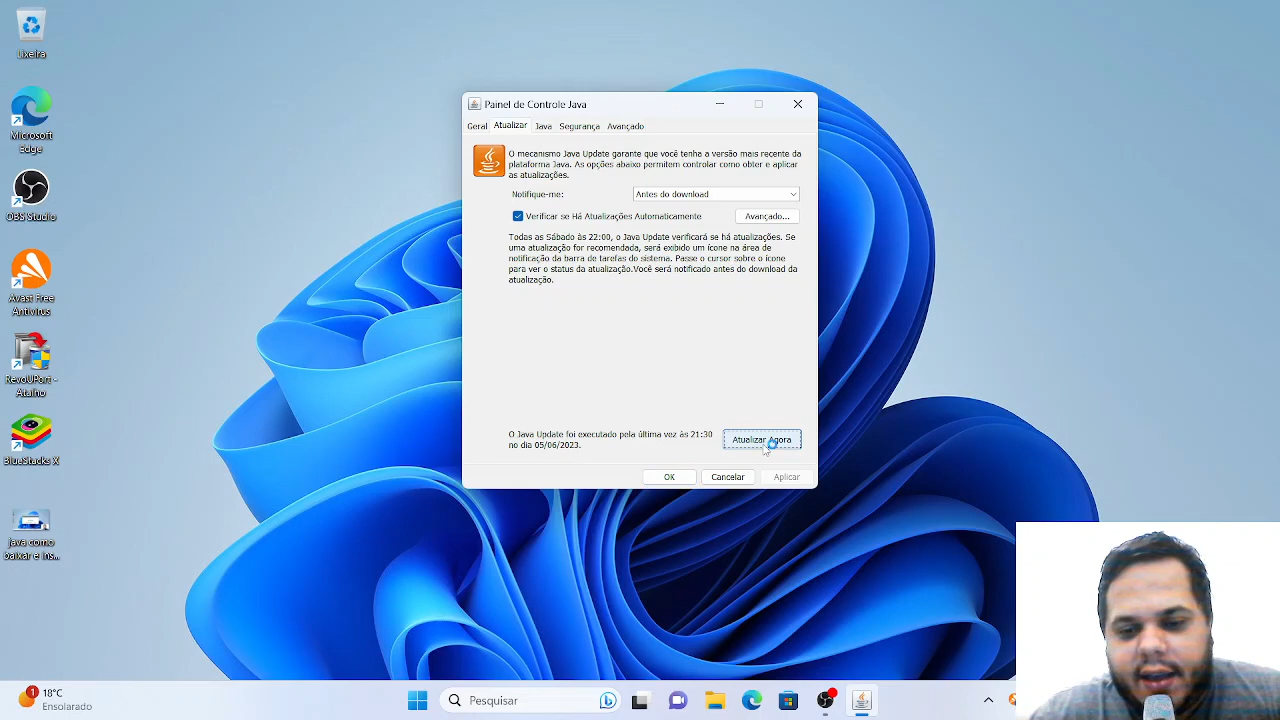 Lixeira
Microsoft
Edge
OBS Studio
Avast Free
Antivirus
RevoUPort -
Atalho
BlueStacks X
java como
baixar e ins...
Painel de Controle Java
Geral Atualizar Java Segurança Avançado
O mecanismo Java Update garante que você tenha a versão mais recente da
plataforma Java. As opções abaixo permitem controlar como obter e aplicar
as atualizações.
Notifique-me: Antes do download
Verificar se Há Atualizações Automaticamente Avançado...
Todas as Sábado às 22:00, o Java Update verificará se há atualizações. Se
uma atualização for recomendada, será exibido um ícone na área de
notificação da barra de tarefas do sistema. Passe o cursor sobre o ícone
para ver o status da atualização.Você será notificado antes do download da
atualização.
O Java Update foi executado pela última vez às 21:30
no dia 05/06/2023.
Atualizar Agora
OK Cancelar Aplicar
1
18°C
Ensolarado
Pesquisar